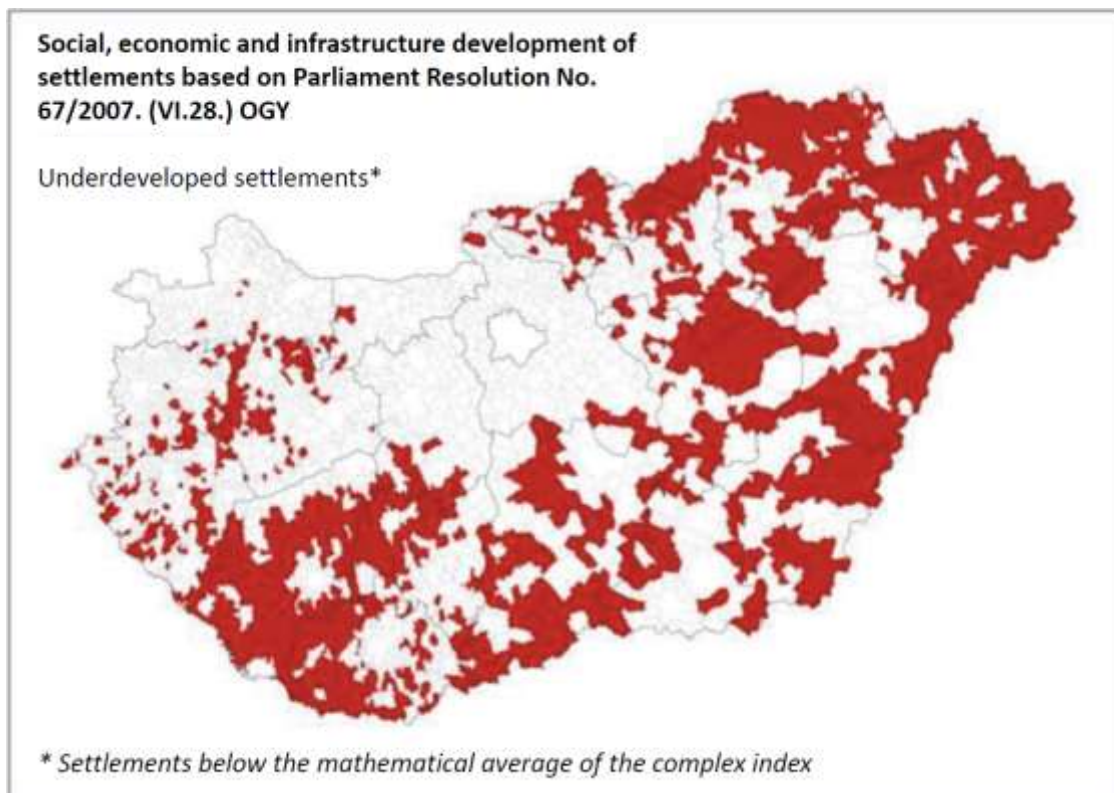 Social, economic and infrastructure development of
settlements based on Parliament Resolution No.
67/2007. (VI.28.) OGY
Underdeveloped settlements*
* Settlements below the mathematical average of the complex index